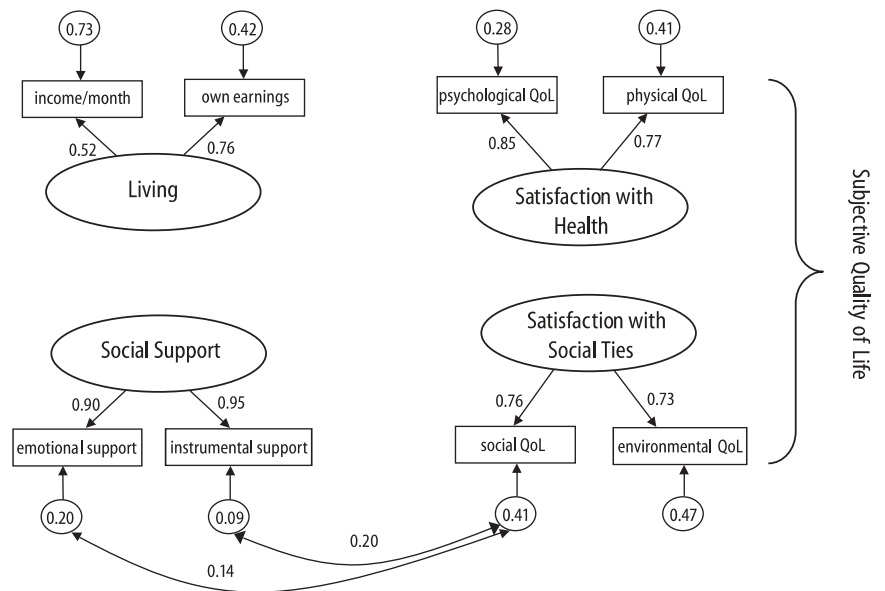 0.73
0.42
0.28
0.41
income/month
own earnings
psychological QoL
physical QoL
0.52
0.76
0.85
0.77
Living
Satisfaction with
Health
Subjective Quality of Life
Social Support
Satisfaction with
Social Ties
0.90
0.95
0.76
0.73
emotional support
instrumental support
social QoL
environmental QoL
0.20
0.09
0.41
0.47
0.20
0.14